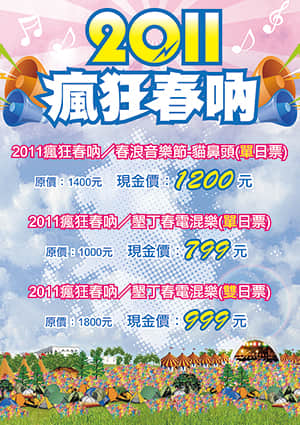 2011
瘋狂春吶
2011瘋狂春吶／春浪音樂節-貓鼻頭(單日票)
原價：1400元 現金價：1200元
2011瘋狂春吶／墾丁春電混樂(單日票)
原價：1000元 現金價：799元
2011瘋狂春吶／墾丁春電混樂(雙日票)
原價：1800元 現金價：999元